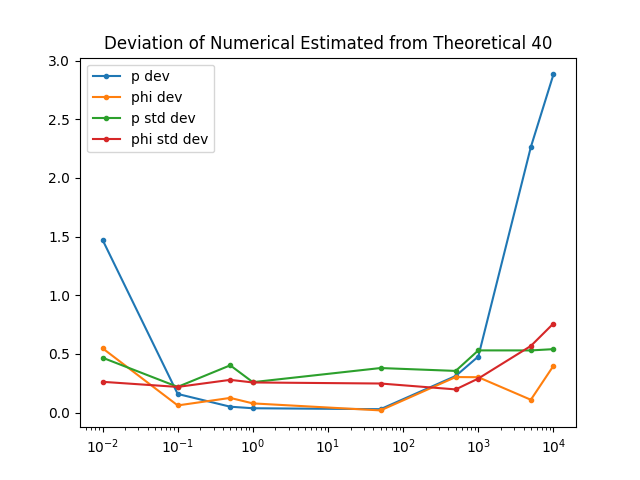 Deviation of Numerical Estimated from Theoretical 40
3.0
2.5
2.0
1.5
1.0
0.5
0.0
p dev
phi dev
p std dev
phi std dev
10⁻² 10⁻¹ 10⁰ 10¹ 10² 10³ 10⁴